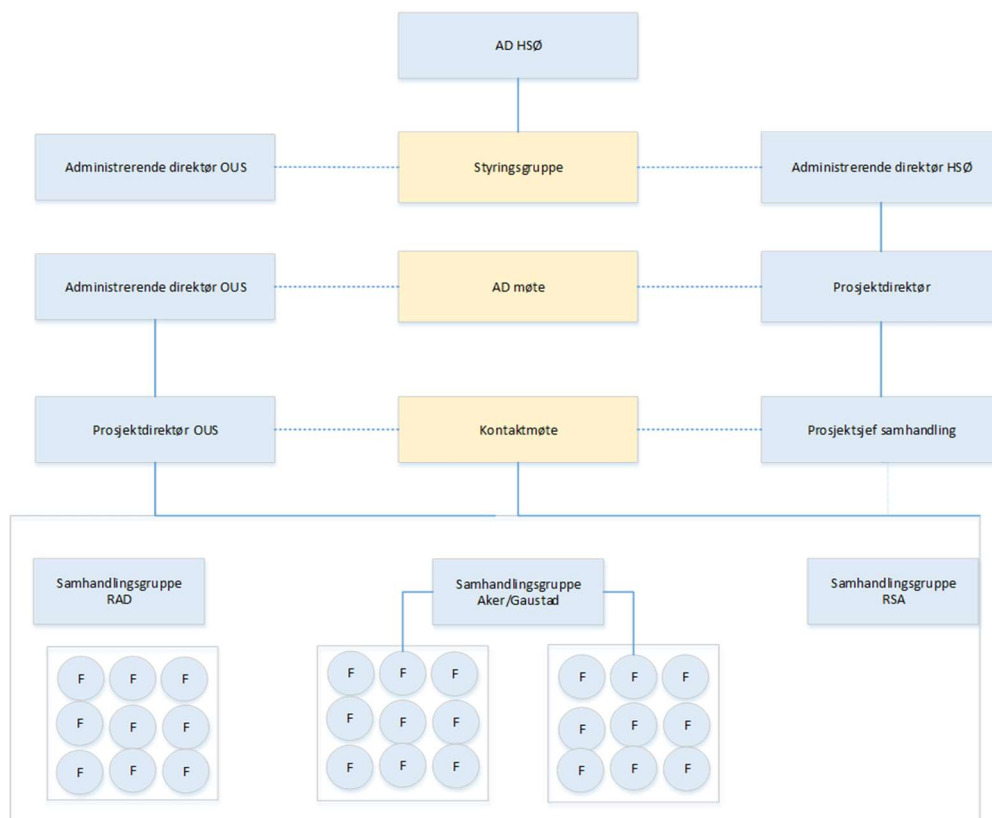 AD HSØ
Administrerende direktør OUS
Styringsgruppe
Administrerende direktør HSØ
Administrerende direktør OUS
AD møte
Prosjektdirektør
Prosjektdirektør OUS
Kontaktmøte
Prosjektsjef samhandling
Samhandlingsgruppe
RAD
Samhandlingsgruppe
Aker/Gaustad
Samhandlingsgruppe
RSA
F F F
F F F
F F F
F F F
F F F
F F F
F F F
F F F
F F F